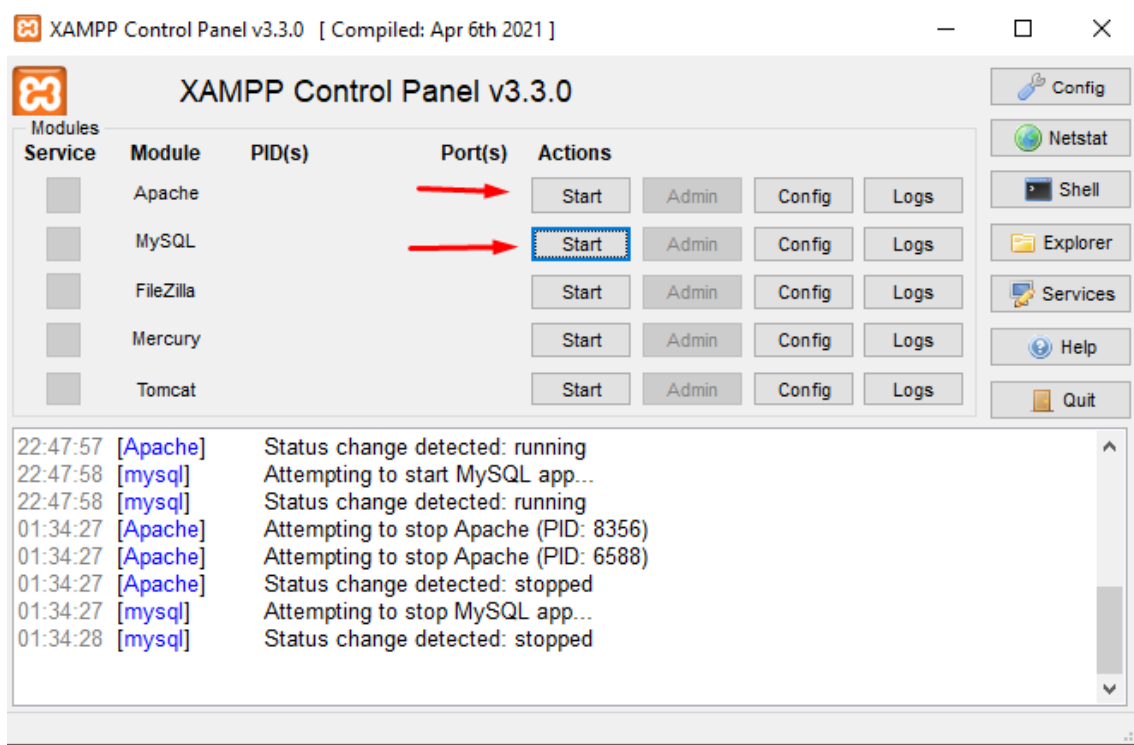 XAMPP Control Panel v3.3.0 [ Compiled: Apr 6th 2021 ]
XAMPP Control Panel v3.3.0
Config
Modules
Netstat
Service Module PID(s) Port(s) Actions
Apache Start Admin Config Logs
Shell
MySQL Start Admin Config Logs
Explorer
FileZilla Start Admin Config Logs
Services
Mercury Start Admin Config Logs
Help
Tomcat Start Admin Config Logs
Quit
22:47:57 [Apache] Status change detected: running
22:47:58 [mysql] Attempting to start MySQL app...
22:47:58 [mysql] Status change detected: running
01:34:27 [Apache] Attempting to stop Apache (PID: 8356)
01:34:27 [Apache] Attempting to stop Apache (PID: 6588)
01:34:27 [Apache] Status change detected: stopped
01:34:27 [mysql] Attempting to stop MySQL app...
01:34:28 [mysql] Status change detected: stopped